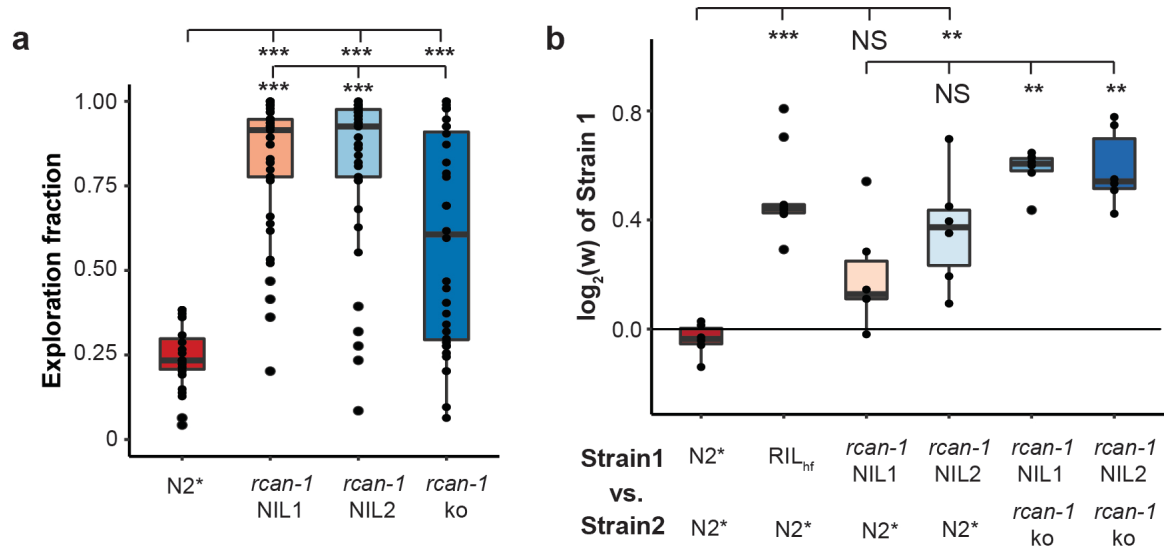 a
*** *** ***
*** ***
1.00
0.75
0.50
0.25
0
Exploration fraction
N2* rcan-1 rcan-1 rcan-1
NIL1 NIL2 ko
b
*** NS **
NS ** **
0.8
0.4
0.0
log2(w) of Strain 1
Strain1 N2* RILhf rcan-1 NIL1 rcan-1 NIL2 rcan-1 NIL1 rcan-1 NIL2
vs.
Strain2 N2* N2* N2* N2* rcan-1 ko rcan-1 ko